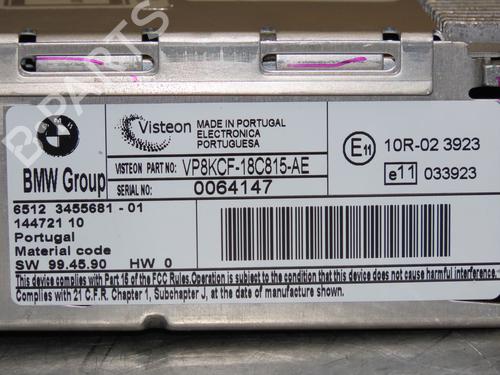 B-PARTS
BMW
BMW Group
Visteon
MADE IN PORTUGAL
ELECTRONICA
PORTUGUESA
VISTEON PART NO: VP8KCF-18C815-AE
SERIAL NO: 0064147
E11
10R-02 3923
e11 033923
6512 3455681 - 01
144721 10
Portugal
Material code
SW 99.45.90 HW 0
This device complies with Part 15 of the FCC Rules.Operation is subject to the condition that this device does not cause harmful interference.
Complies with 21 C.F.R. Chapter 1, Subchapter J, at the date of manufacture shown.